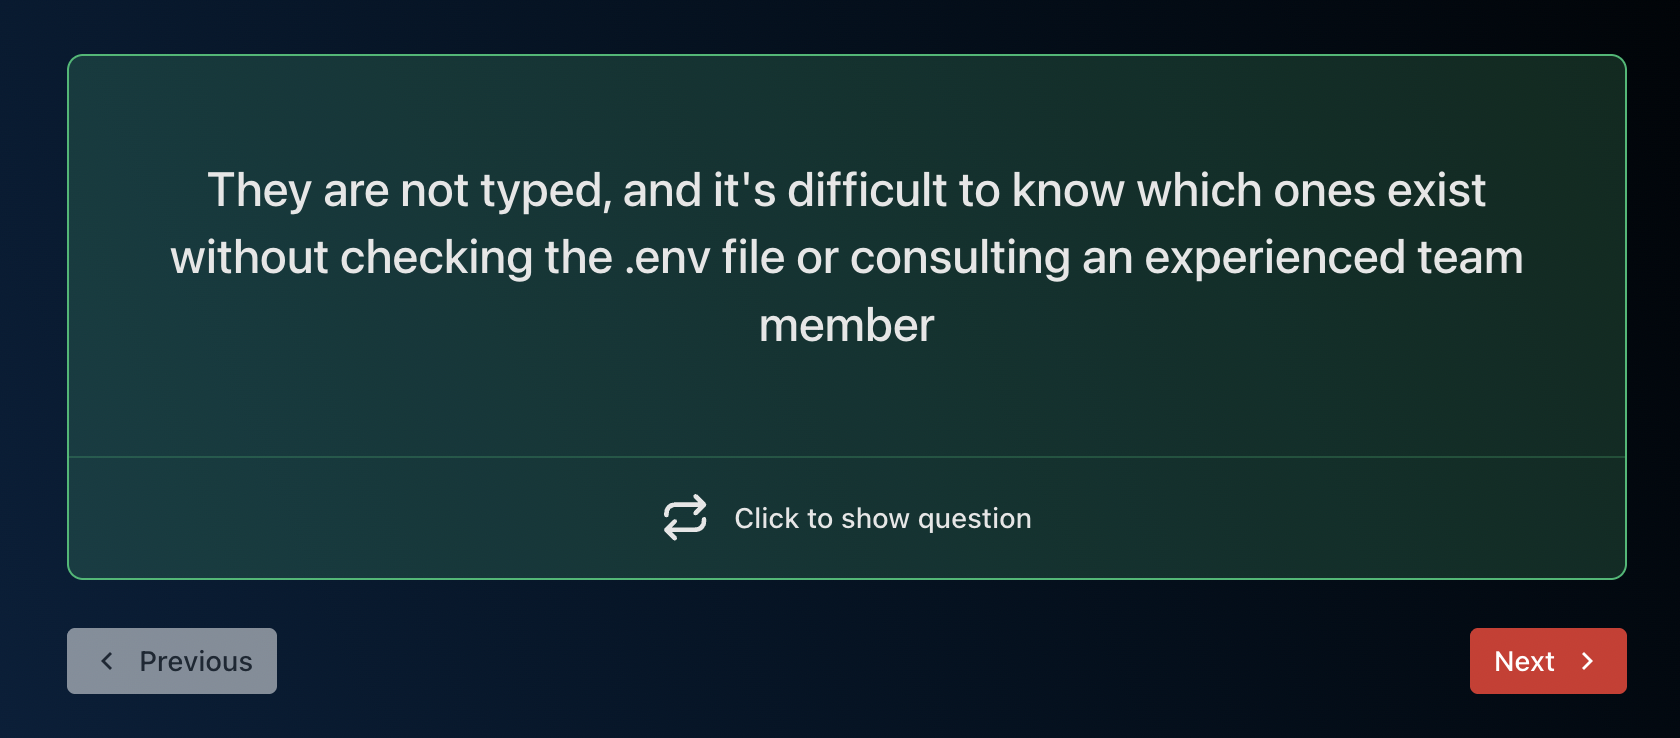 They are not typed, and it's difficult to know which ones exist
without checking the .env file or consulting an experienced team
member
Click to show question
Previous
Next